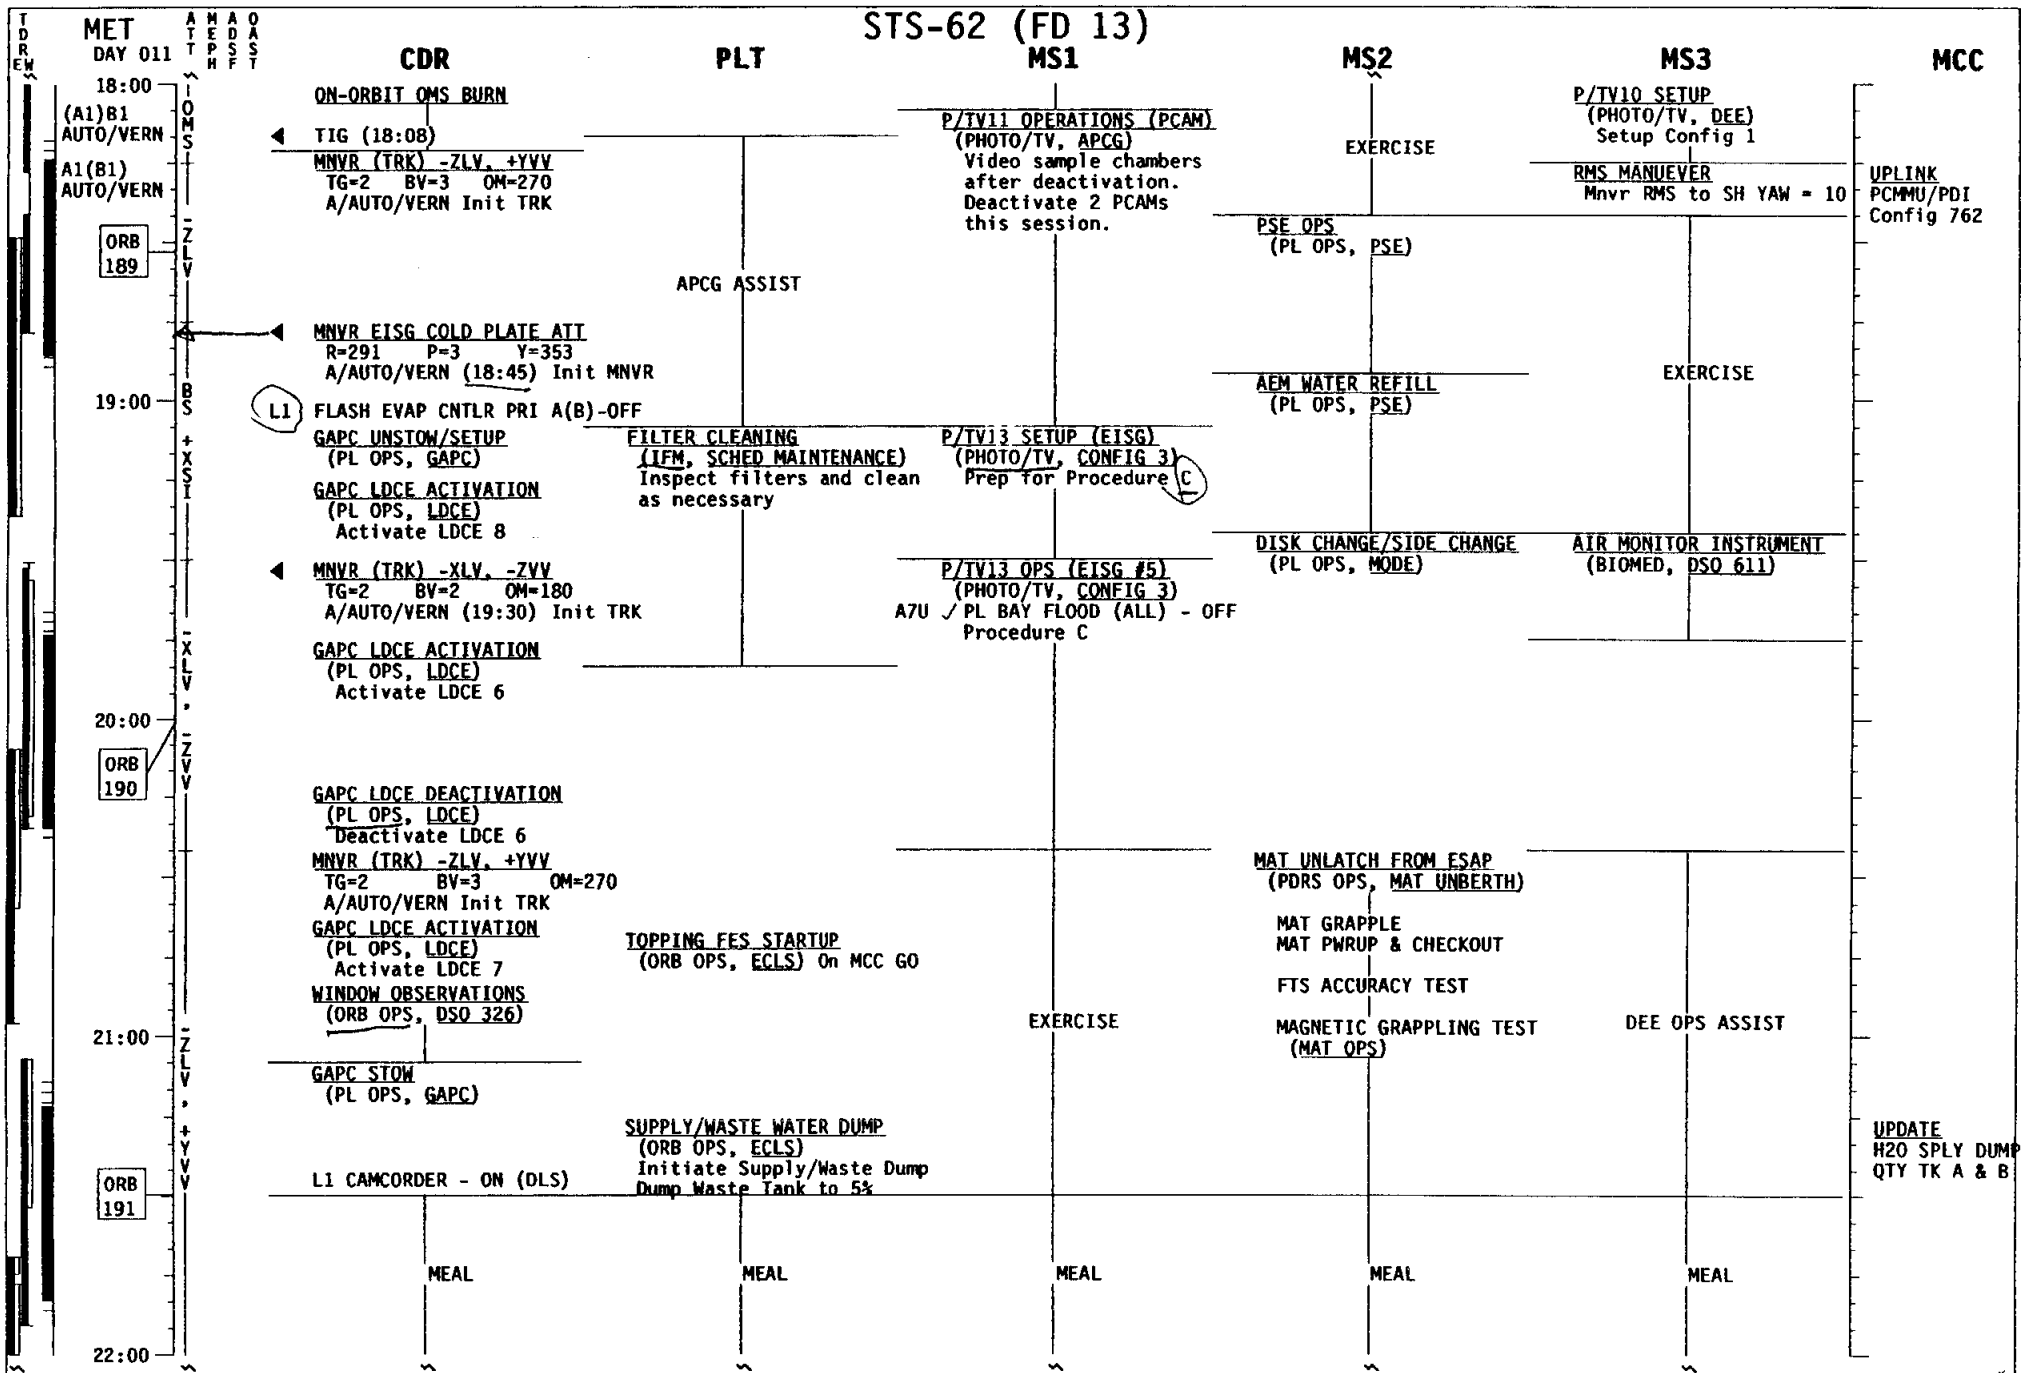 STS-62 (FD 13)
TDRE W
MET
DAY 011
ATT
MEPH
ADSF
OAST
CDR
PLT
MS1
MS2
MS3
MCC
18:00
(A1)B1
AUTO/VERN
A1(B1)
AUTO/VERN
ORB
189
19:00
20:00
ORB
190
21:00
ORB
191
22:00
OMS
-ZLV
BS +XSI
-XLV, -ZVV
-ZLV, +YVV
ON-ORBIT OMS BURN
TIG (18:08)
MNVR (TRK) -ZLV, +YVV
TG=2 BV=3 OM=270
A/AUTO/VERN Init TRK
MNVR EISG COLD PLATE ATT
R=291 P=3 Y=353
A/AUTO/VERN (18:45) Init MNVR
L1 FLASH EVAP CNTLR PRI A(B)-OFF
GAPC UNSTOW/SETUP
(PL OPS, GAPC)
GAPC LDCE ACTIVATION
(PL OPS, LDCE)
Activate LDCE 8
MNVR (TRK) -XLV, -ZVV
TG=2 BV=2 OM=180
A/AUTO/VERN (19:30) Init TRK
GAPC LDCE ACTIVATION
(PL OPS, LDCE)
Activate LDCE 6
GAPC LDCE DEACTIVATION
(PL OPS, LDCE)
Deactivate LDCE 6
MNVR (TRK) -ZLV, +YVV
TG=2 BV=3 OM=270
A/AUTO/VERN Init TRK
GAPC LDCE ACTIVATION
(PL OPS, LDCE)
Activate LDCE 7
WINDOW OBSERVATIONS
(ORB OPS, DSO 326)
GAPC STOW
(PL OPS, GAPC)
L1 CAMCORDER - ON (DLS)
MEAL
APCG ASSIST
FILTER CLEANING
(IFM, SCHED MAINTENANCE)
Inspect filters and clean
as necessary
TOPPING FES STARTUP
(ORB OPS, ECLS) On MCC GO
SUPPLY/WASTE WATER DUMP
(ORB OPS, ECLS)
Initiate Supply/Waste Dump
Dump Waste Tank to 5%
MEAL
P/TV11 OPERATIONS (PCAM)
(PHOTO/TV, APCG)
Video sample chambers
after deactivation.
Deactivate 2 PCAMs
this session.
P/TV13 SETUP (EISG)
(PHOTO/TV, CONFIG 3)
Prep for Procedure C
P/TV13 OPS (EISG #5)
(PHOTO/TV, CONFIG 3)
A7U ✓ PL BAY FLOOD (ALL) - OFF
Procedure C
EXERCISE
MEAL
EXERCISE
PSE OPS
(PL OPS, PSE)
AEM WATER REFILL
(PL OPS, PSE)
DISK CHANGE/SIDE CHANGE
(PL OPS, MODE)
MAT UNLATCH FROM ESAP
(PDRS OPS, MAT UNBERTH)
MAT GRAPPLE
MAT PWRUP & CHECKOUT
FTS ACCURACY TEST
MAGNETIC GRAPPLING TEST
(MAT OPS)
MEAL
P/TV10 SETUP
(PHOTO/TV, DEE)
Setup Config 1
RMS MANUEVER
Mnvr RMS to SH YAW = 10
EXERCISE
AIR MONITOR INSTRUMENT
(BIOMED, DSO 611)
DEE OPS ASSIST
MEAL
UPLINK
PCMMU/PDI
Config 762
UPDATE
H2O SPLY DUMP
QTY TK A & B